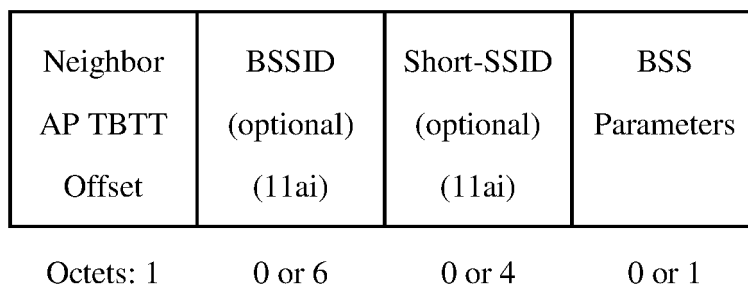 Neighbor
AP TBTT
Offset
BSSID
(optional)
(11ai)
Short-SSID
(optional)
(11ai)
BSS
Parameters
Octets: 1
0 or 6
0 or 4
0 or 1